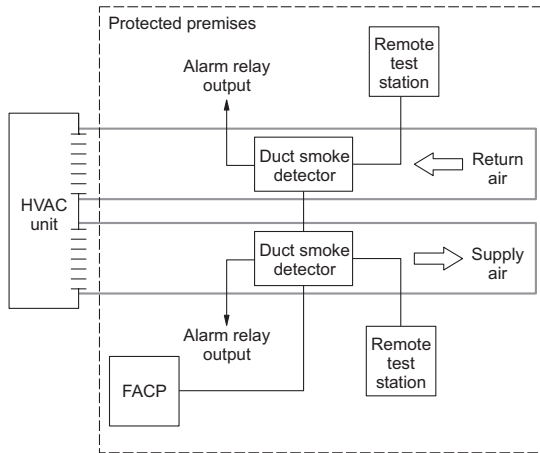 Protected premises
Remote
test
station
Alarm relay
output
Duct smoke
detector
Return
air
HVAC
unit
Duct smoke
detector
Supply
air
Alarm relay
output
Remote
test
station
FACP